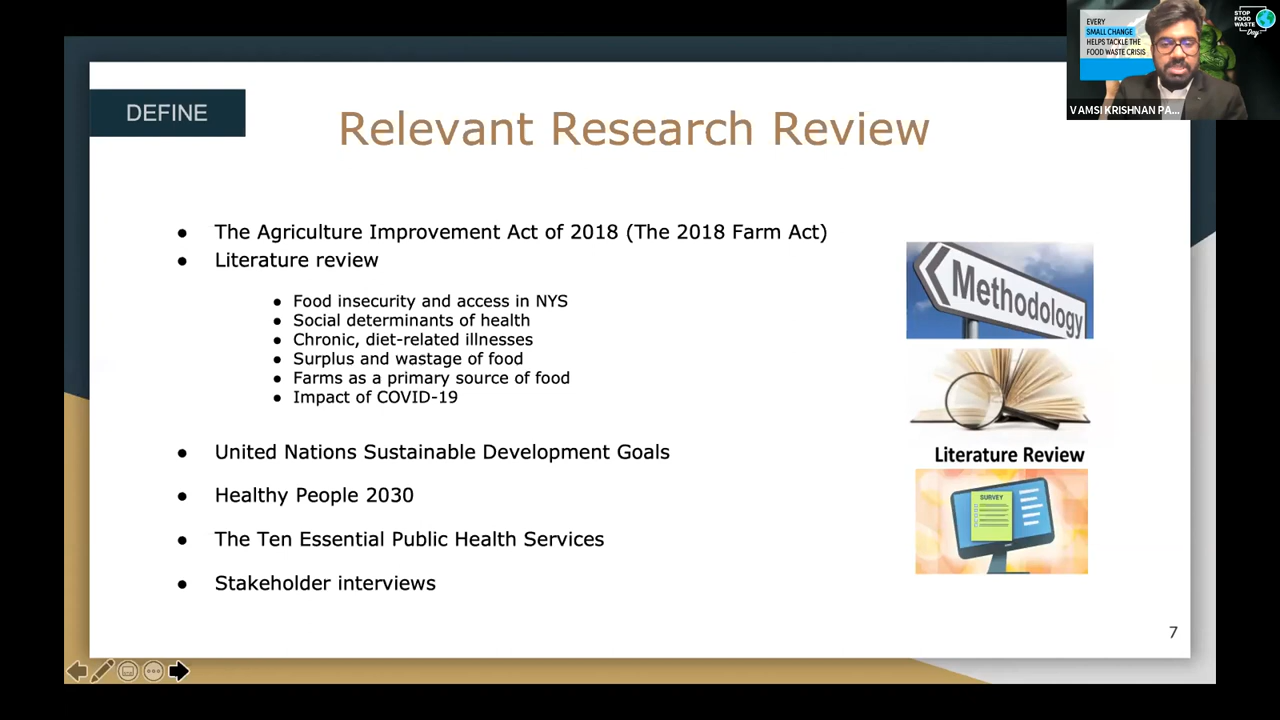 DEFINE
Relevant Research Review
● The Agriculture Improvement Act of 2018 (The 2018 Farm Act)
● Literature review
● Food insecurity and access in NYS
● Social determinants of health
● Chronic, diet-related illnesses
● Surplus and wastage of food
● Farms as a primary source of food
● Impact of COVID-19
● United Nations Sustainable Development Goals
● Healthy People 2030
● The Ten Essential Public Health Services
● Stakeholder interviews
Methodology
Literature Review
SURVEY
7
EVERY
SMALL CHANGE
HELPS TACKLE THE
FOOD WASTE CRISIS
STOP
FOOD
WASTE
Day
VAMSI KRISHNAN PA...